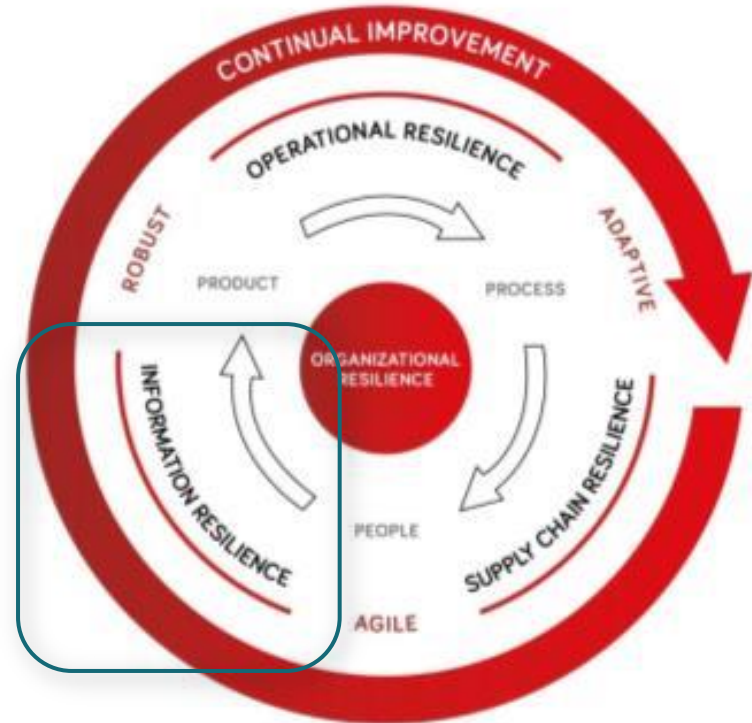 CONTINUAL IMPROVEMENT
OPERATIONAL RESILIENCE
ROBUST
ADAPTIVE
PRODUCT
PROCESS
ORGANIZATIONAL
RESILIENCE
INFORMATION RESILIENCE
SUPPLY CHAIN RESILIENCE
PEOPLE
AGILE